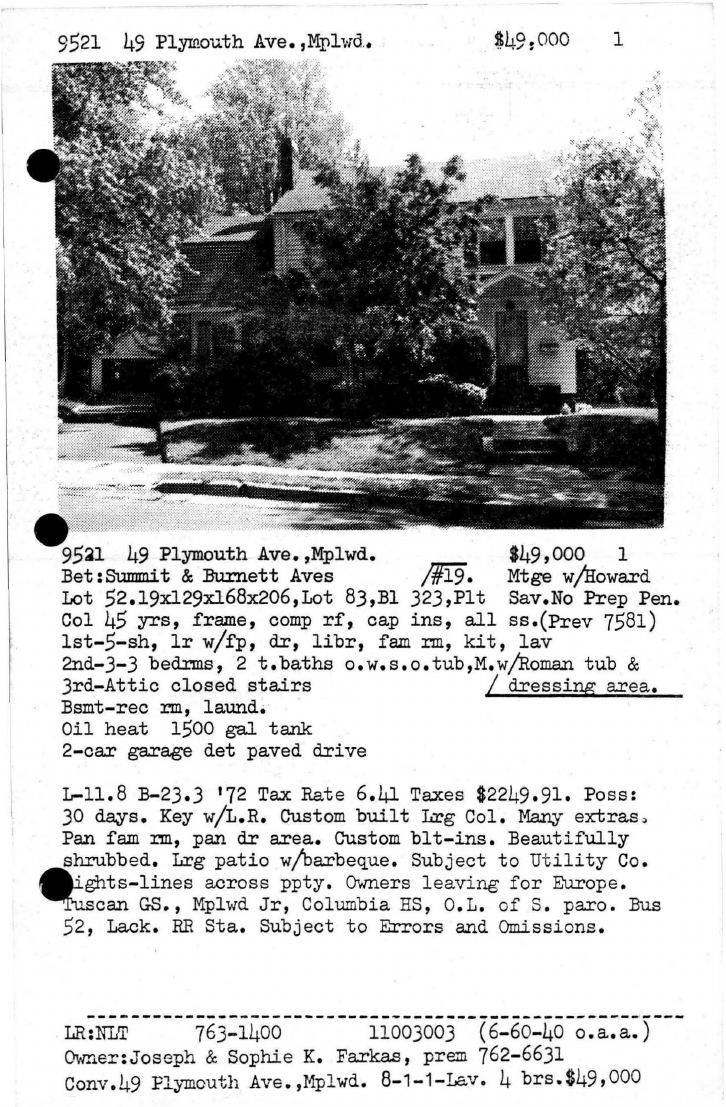 9521 49 Plymouth Ave.,Mplwd. $49,000 1
9521 49 Plymouth Ave.,Mplwd. $49,000 1
Bet:Summit & Burnett Aves /#19. Mtge w/Howard
Lot 52.19x129x168x206,Lot 83,Bl 323,Plt Sav.No Prep Pen.
Col 45 yrs, frame, comp rf, cap ins, all ss.(Prev 7581)
1st-5-sh, lr w/fp, dr, libr, fam rm, kit, lav
2nd-3-3 bedrms, 2 t.baths o.w.s.o.tub,M.w/Roman tub &
3rd-Attic closed stairs / dressing area.
Bsmt-rec rm, laund.
Oil heat 1500 gal tank
2-car garage det paved drive
L-11.8 B-23.3 '72 Tax Rate 6.41 Taxes $2249.91. Poss:
30 days. Key w/L.R. Custom built Lrg Col. Many extras.
Pan fam rm, pan dr area. Custom blt-ins. Beautifully
shrubbed. Lrg patio w/barbeque. Subject to Utility Co.
ights-lines across ppty. Owners leaving for Europe.
Tuscan GS., Mplwd Jr, Columbia HS, O.L. of S. paro. Bus
52, Lack. RR Sta. Subject to Errors and Omissions.
LR:NLT 763-1400 11003003 (6-60-40 o.a.a.)
Owner:Joseph & Sophie K. Farkas, prem 762-6631
Conv.49 Plymouth Ave.,Mplwd. 8-1-1-Lav. 4 brs.$49,000